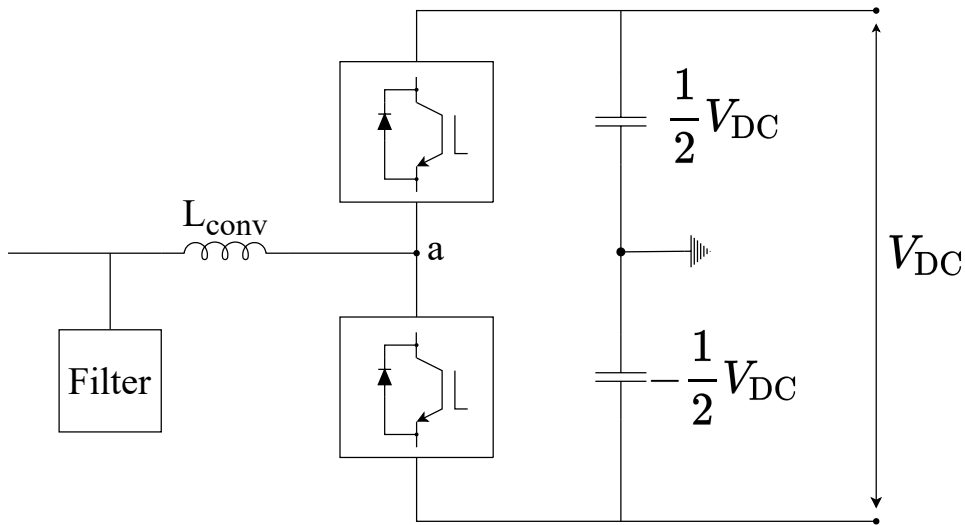 1/2 V_DC
L_conv
a
V_DC
Filter
−1/2 V_DC